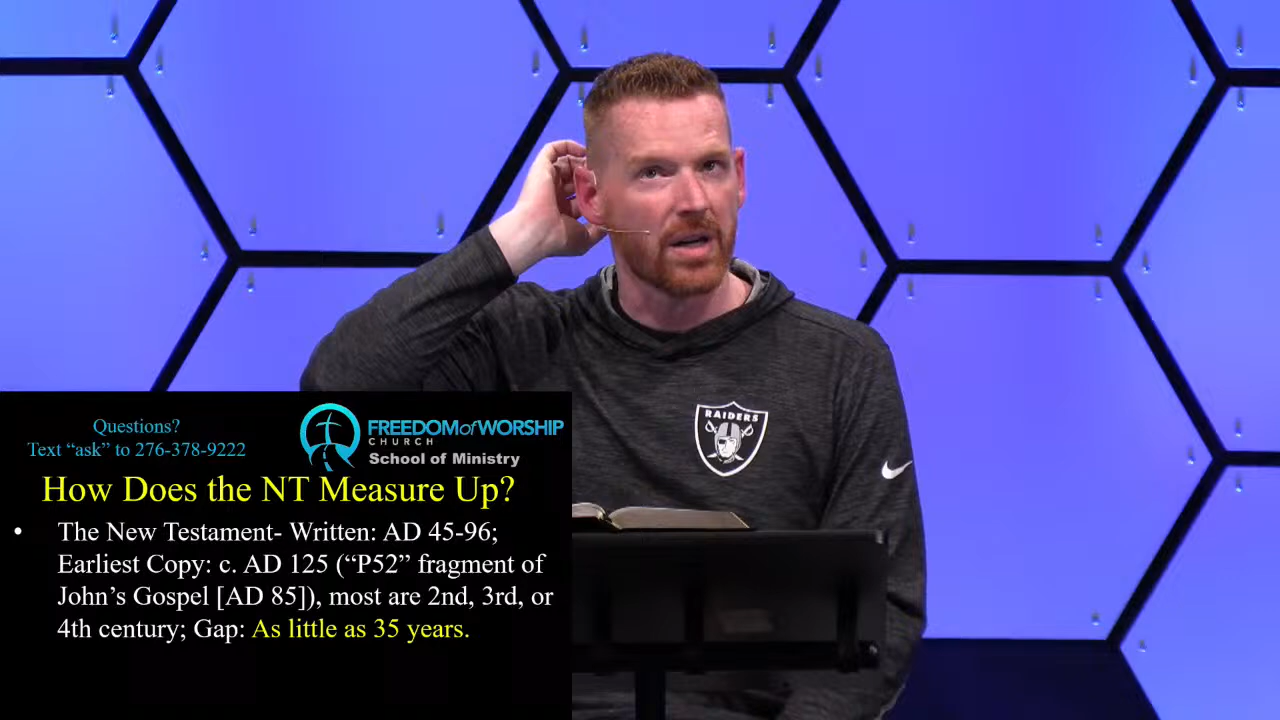 Questions?
Text “ask” to 276-378-9222
FREEDOMofWORSHIP
CHURCH
School of Ministry
How Does the NT Measure Up?
• The New Testament- Written: AD 45-96;
Earliest Copy: c. AD 125 (“P52” fragment of
John’s Gospel [AD 85]), most are 2nd, 3rd, or
4th century; Gap: As little as 35 years.
RAIDERS